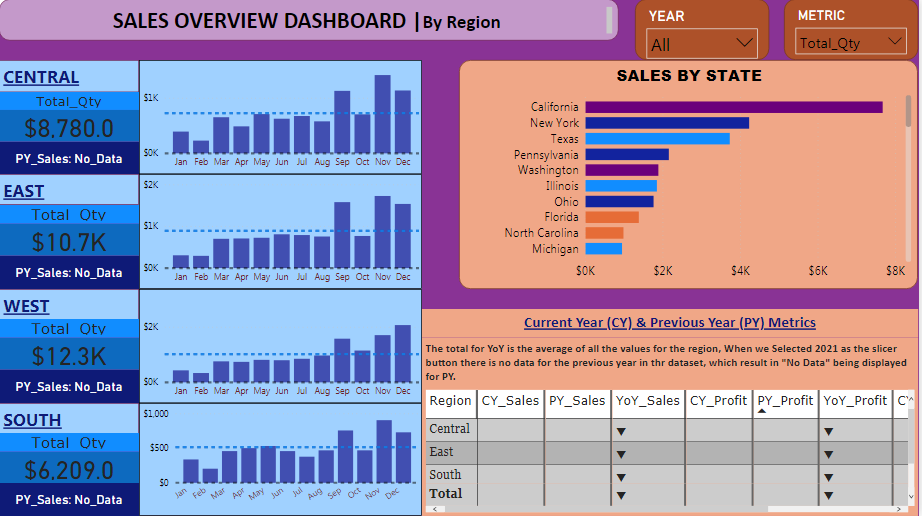 SALES OVERVIEW DASHBOARD |By Region
YEAR
All
METRIC
Total_Qty
CENTRAL
Total_Qty
$8,780.0
PY_Sales: No_Data
$1K
$0K
Jan Feb Mar Apr May Jun Jul Aug Sep Oct Nov Dec
EAST
Total_Qty
$10.7K
PY_Sales: No_Data
$2K
$1K
$0K
Jan Feb Mar Apr May Jun Jul Aug Sep Oct Nov Dec
WEST
Total_Qty
$12.3K
PY_Sales: No_Data
$2K
$0K
Jan Feb Mar Apr May Jun Jul Aug Sep Oct Nov Dec
SOUTH
Total_Qty
$6,209.0
PY_Sales: No_Data
$1,000
$500
$0
Jan Feb Mar Apr May Jun Jul Aug Sep Oct Nov Dec
SALES BY STATE
California
New York
Texas
Pennsylvania
Washington
Illinois
Ohio
Florida
North Carolina
Michigan
$0K $2K $4K $6K $8K
Current Year (CY) & Previous Year (PY) Metrics
The total for YoY is the average of all the values for the region, When we Selected 2021 as the slicer
button there is no data for the previous year in thr dataset, which result in "No Data" being displayed
for PY.
Region CY_Sales PY_Sales YoY_Sales CY_Profit PY_Profit YoY_Profit
Central
East
South
Total